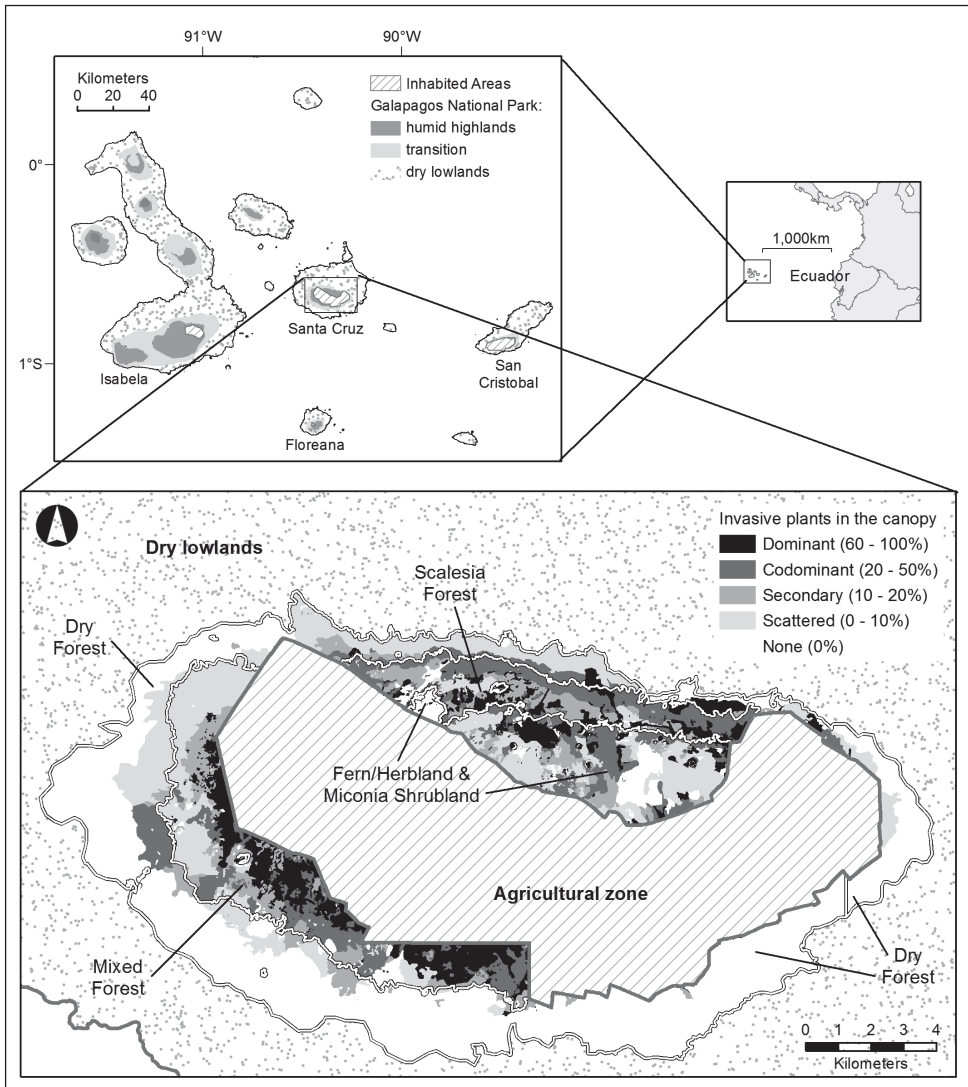 91°W
90°W
Kilometers
0 20 40
Inhabited Areas
Galapagos National Park:
humid highlands
transition
dry lowlands
0°
1°S
Isabela
Santa Cruz
San
Cristobal
Floreana
1,000km
Ecuador
Dry lowlands
Invasive plants in the canopy
Dominant (60 - 100%)
Codominant (20 - 50%)
Secondary (10 - 20%)
Scattered (0 - 10%)
None (0%)
Scalesia
Forest
Dry
Forest
Fern/Herbland &
Miconia Shrubland
Agricultural zone
Mixed
Forest
Dry
Forest
0 1 2 3 4
Kilometers